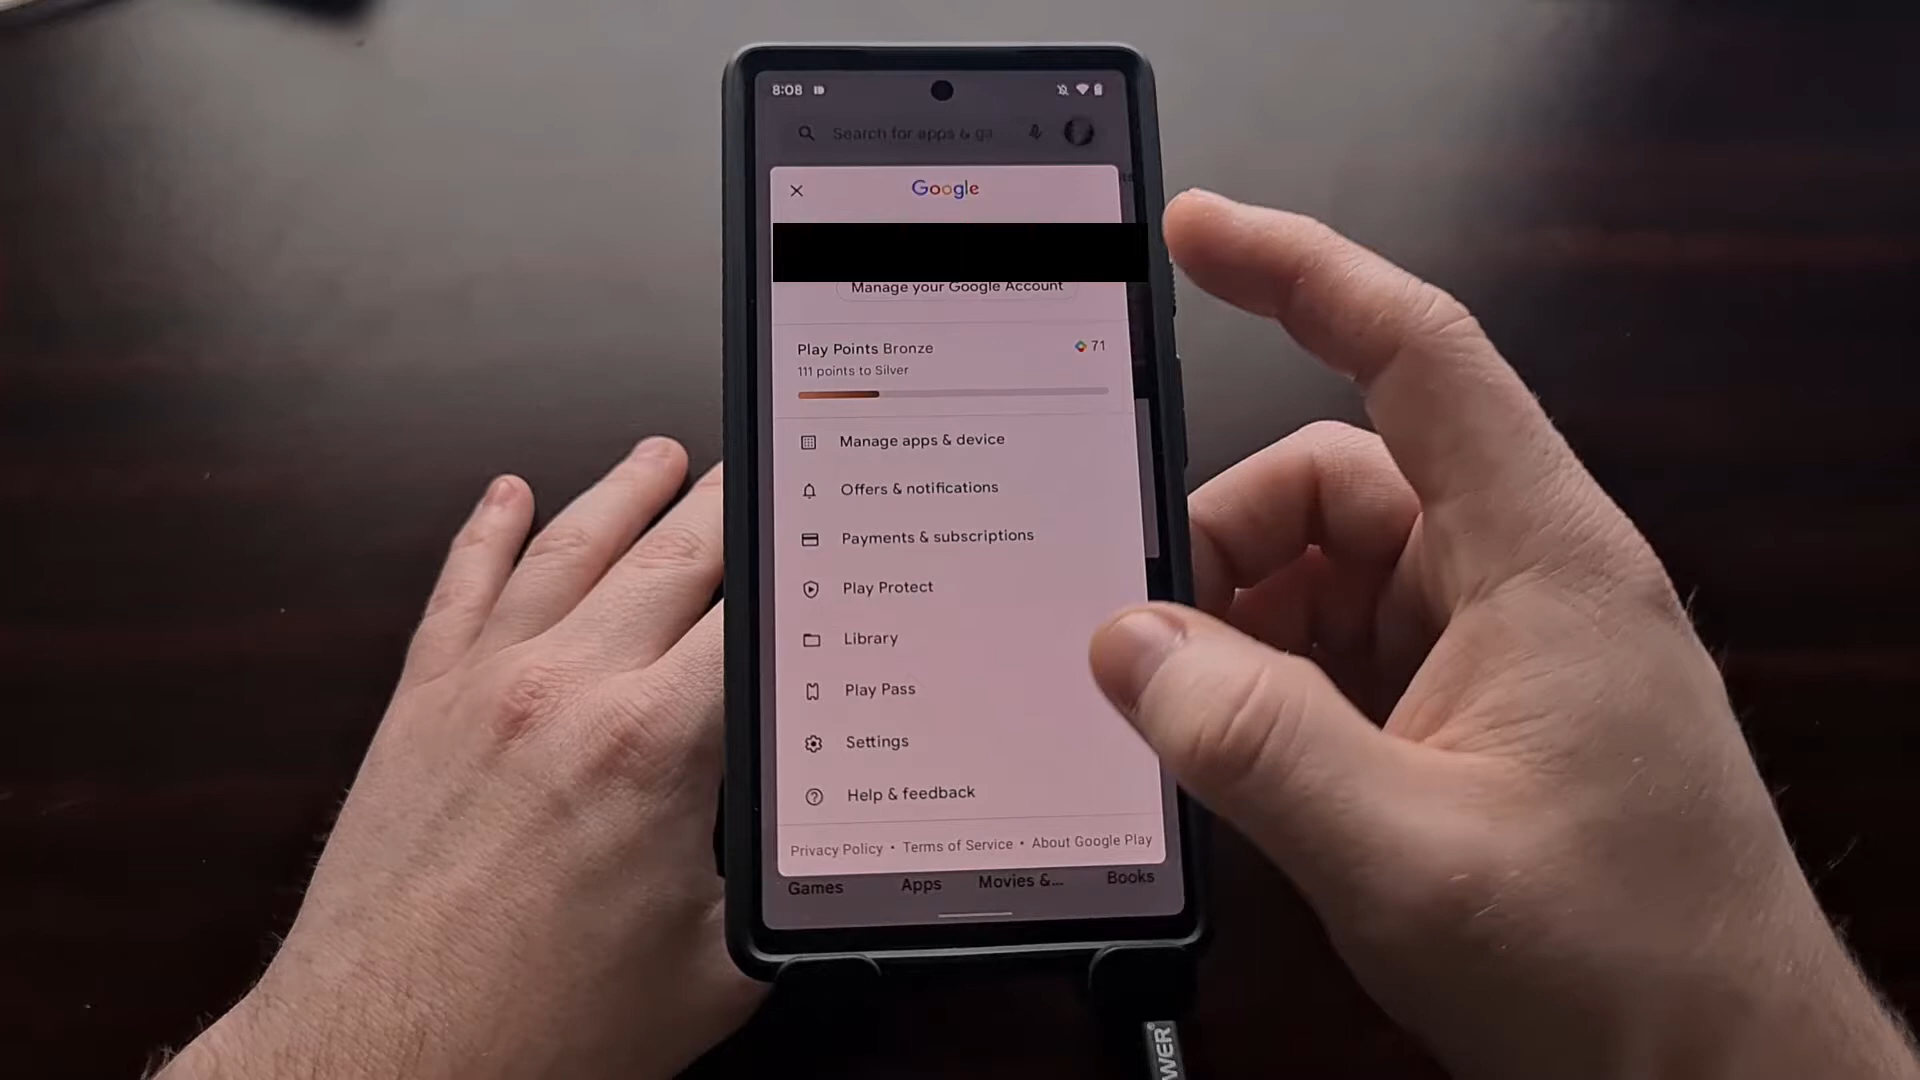 8:08
Search for apps & ga
Google
Manage your Google Account
Play Points Bronze
71
111 points to Silver
Manage apps & device
Offers & notifications
Payments & subscriptions
Play Protect
Library
Play Pass
Settings
Help & feedback
Privacy Policy • Terms of Service • About Google Play
Games Apps Movies &... Books
WER